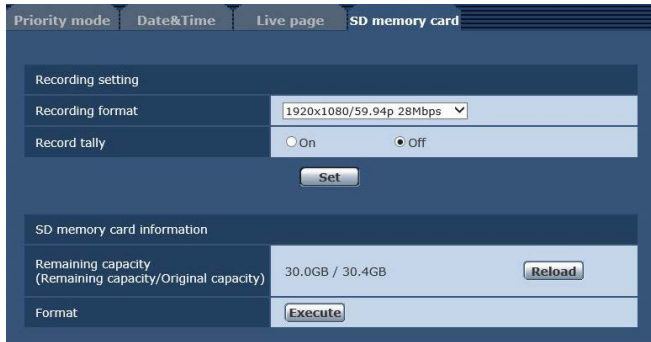 Priority mode Date&Time Live page SD memory card
Recording setting
Recording format 1920x1080/59.94p 28Mbps
Record tally On Off
Set
SD memory card information
Remaining capacity
(Remaining capacity/Original capacity) 30.0GB / 30.4GB Reload
Format Execute